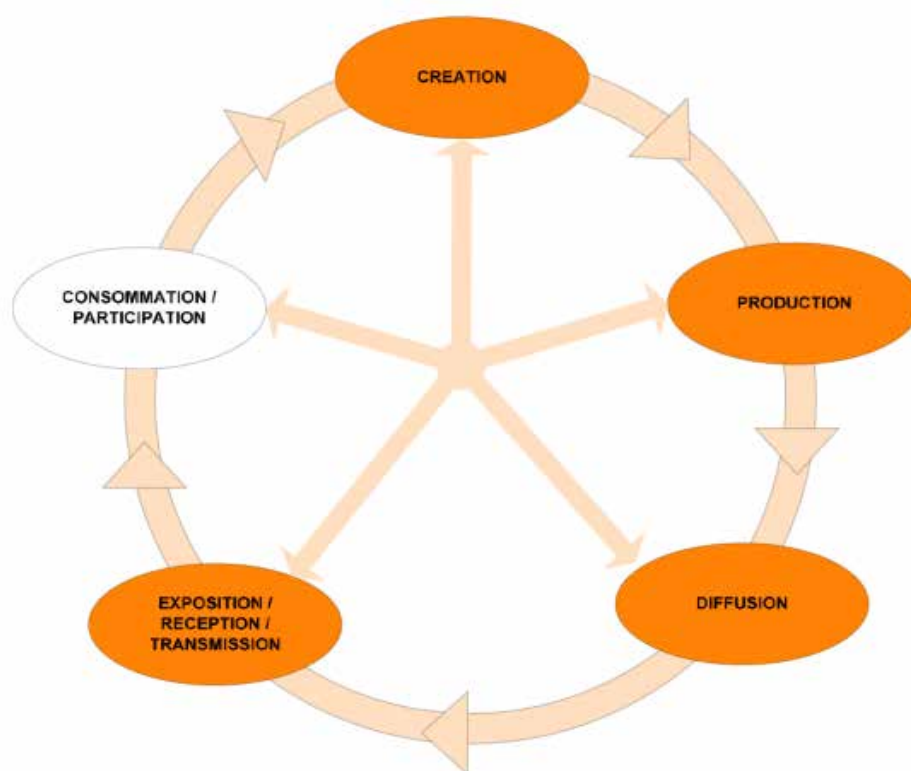 CREATION
PRODUCTION
DIFFUSION
EXPOSITION /
RECEPTION /
TRANSMISSION
CONSOMMATION /
PARTICIPATION